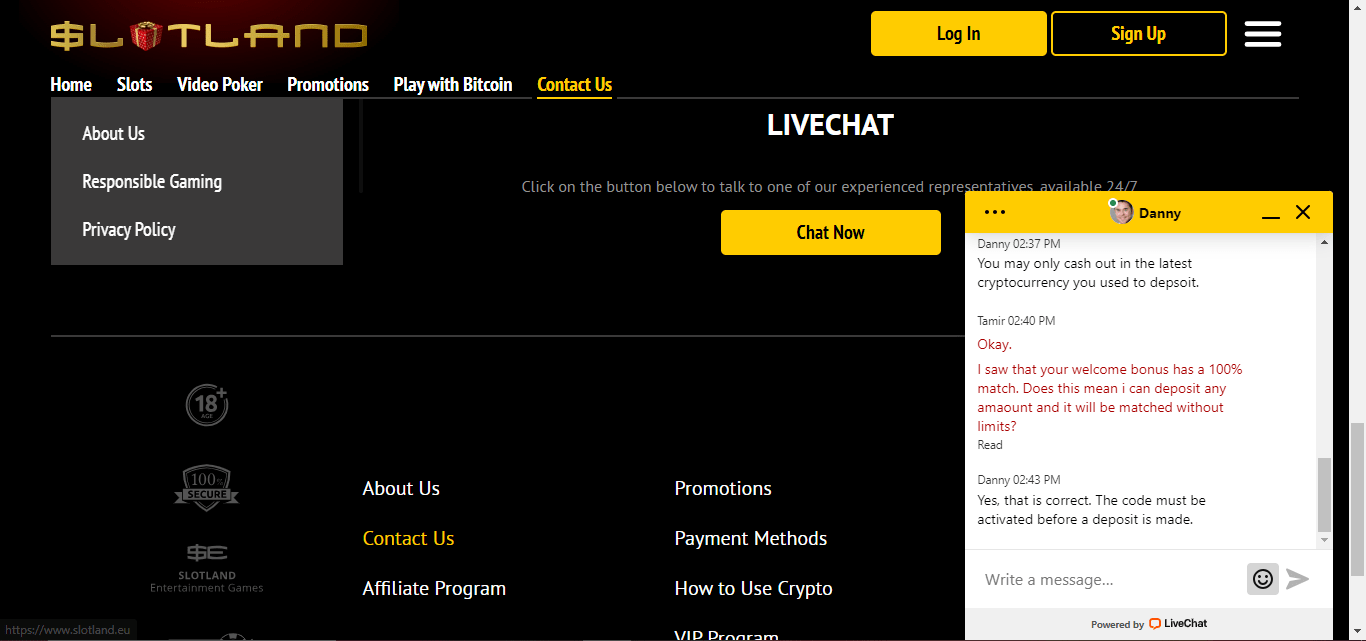 $LOTLAND
Log In
Sign Up
Home
Slots
Video Poker
Promotions
Play with Bitcoin
Contact Us
About Us
Responsible Gaming
Privacy Policy
LIVECHAT
Click on the button below to talk to one of our experienced representatives, available 24/7
Chat Now
Danny
Danny 02:37 PM
You may only cash out in the latest
cryptocurrency you used to depsoit.
Tamir 02:40 PM
Okay.
I saw that your welcome bonus has a 100%
match. Does this mean i can deposit any
amaount and it will be matched without
limits?
Read
Danny 02:43 PM
Yes, that is correct. The code must be
activated before a deposit is made.
Write a message...
Powered by LiveChat
18+
AGE
100%
SECURE
$E
SLOTLAND
Entertainment Games
About Us
Contact Us
Affiliate Program
Promotions
Payment Methods
How to Use Crypto
VIP Program
https://www.slotland.eu